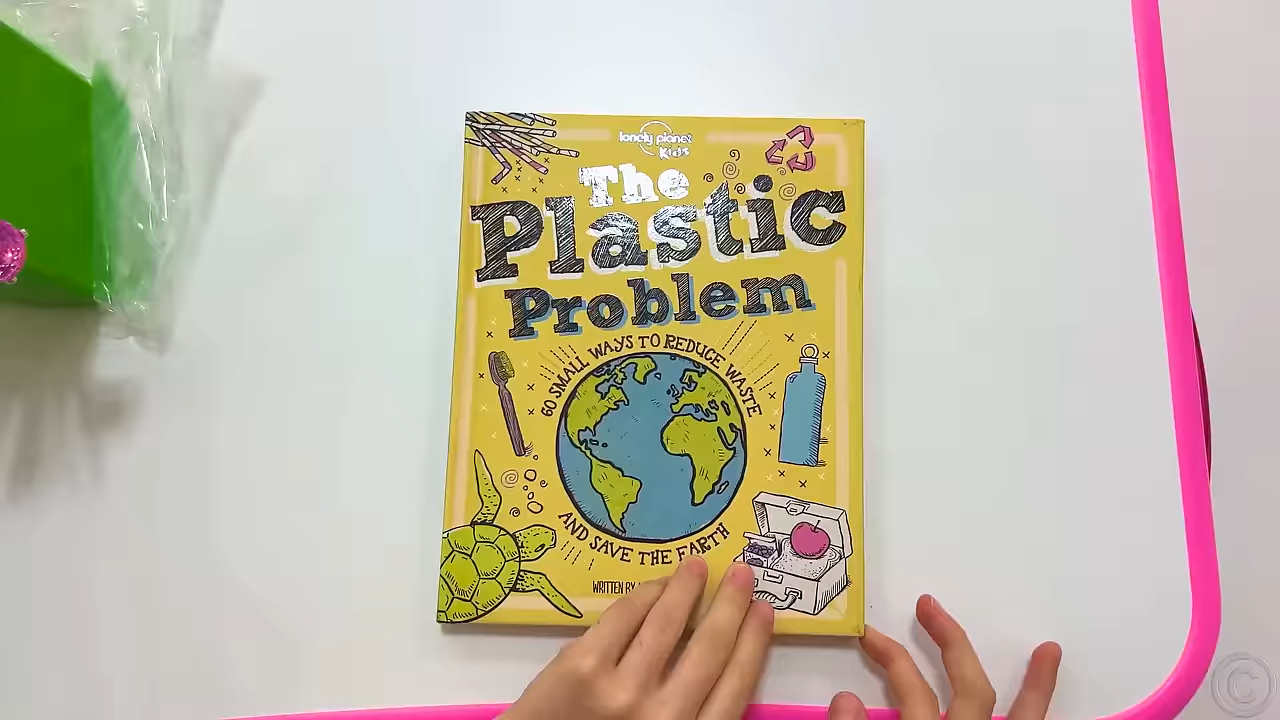 lonely planet
Kids
The
Plastic
Problem
60 SMALL WAYS TO REDUCE WASTE
AND SAVE THE EARTH
WRITTEN BY